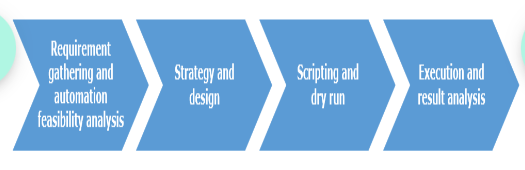 Requirement
gathering and
automation
feasibility analysis
Strategy and
design
Scripting and
dry run
Execution and
result analysis